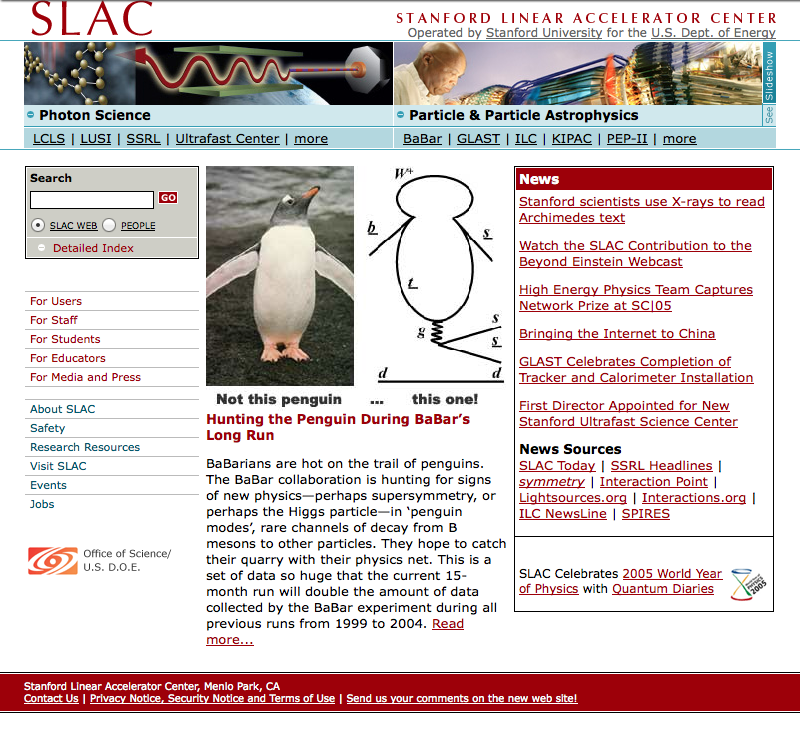 SLAC
STANFORD LINEAR ACCELERATOR CENTER
Operated by Stanford University for the U.S. Dept. of Energy
See Slideshow
Photon Science
LCLS | LUSI | SSRL | Ultrafast Center | more
Particle & Particle Astrophysics
BaBar | GLAST | ILC | KIPAC | PEP-II | more
Search
GO
SLAC WEB PEOPLE
Detailed Index
For Users
For Staff
For Students
For Educators
For Media and Press
About SLAC
Safety
Research Resources
Visit SLAC
Events
Jobs
Office of Science/
U.S. D.O.E.
W+
b
s
t
g
s
s
d
d
Not this penguin ... this one!
Hunting the Penguin During BaBar’s
Long Run
BaBarians are hot on the trail of penguins.
The BaBar collaboration is hunting for signs
of new physics—perhaps supersymmetry, or
perhaps the Higgs particle—in ‘penguin
modes’, rare channels of decay from B
mesons to other particles. They hope to catch
their quarry with their physics net. This is a
set of data so huge that the current 15-
month run will double the amount of data
collected by the BaBar experiment during all
previous runs from 1999 to 2004. Read
more...
News
Stanford scientists use X-rays to read
Archimedes text
Watch the SLAC Contribution to the
Beyond Einstein Webcast
High Energy Physics Team Captures
Network Prize at SC|05
Bringing the Internet to China
GLAST Celebrates Completion of
Tracker and Calorimeter Installation
First Director Appointed for New
Stanford Ultrafast Science Center
News Sources
SLAC Today | SSRL Headlines |
symmetry | Interaction Point |
Lightsources.org | Interactions.org |
ILC NewsLine | SPIRES
SLAC Celebrates 2005 World Year
of Physics with Quantum Diaries
2005
Stanford Linear Accelerator Center, Menlo Park, CA
Contact Us | Privacy Notice, Security Notice and Terms of Use | Send us your comments on the new web site!